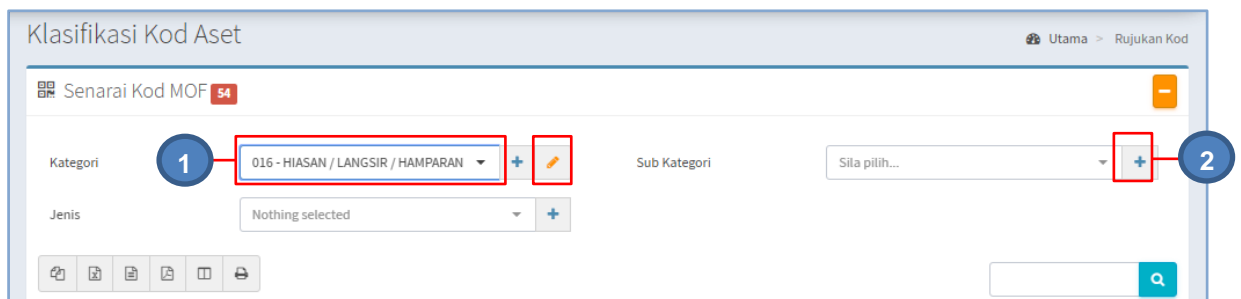 Klasifikasi Kod Aset
Utama > Rujukan Kod
Senarai Kod MOF 54
Kategori
1
016 - HIASAN / LANGSIR / HAMPARAN
Sub Kategori
Sila pilih...
2
Jenis
Nothing selected